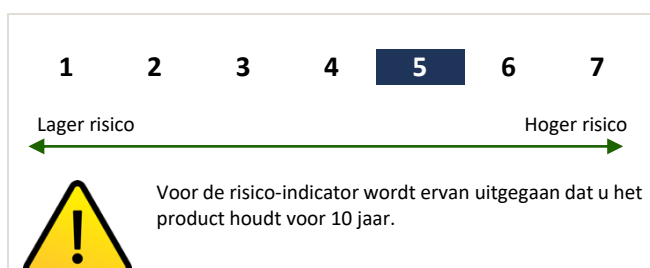 1 2 3 4 5 6 7
Lager risico Hoger risico
Voor de risico-indicator wordt ervan uitgegaan dat u het
product houdt voor 10 jaar.